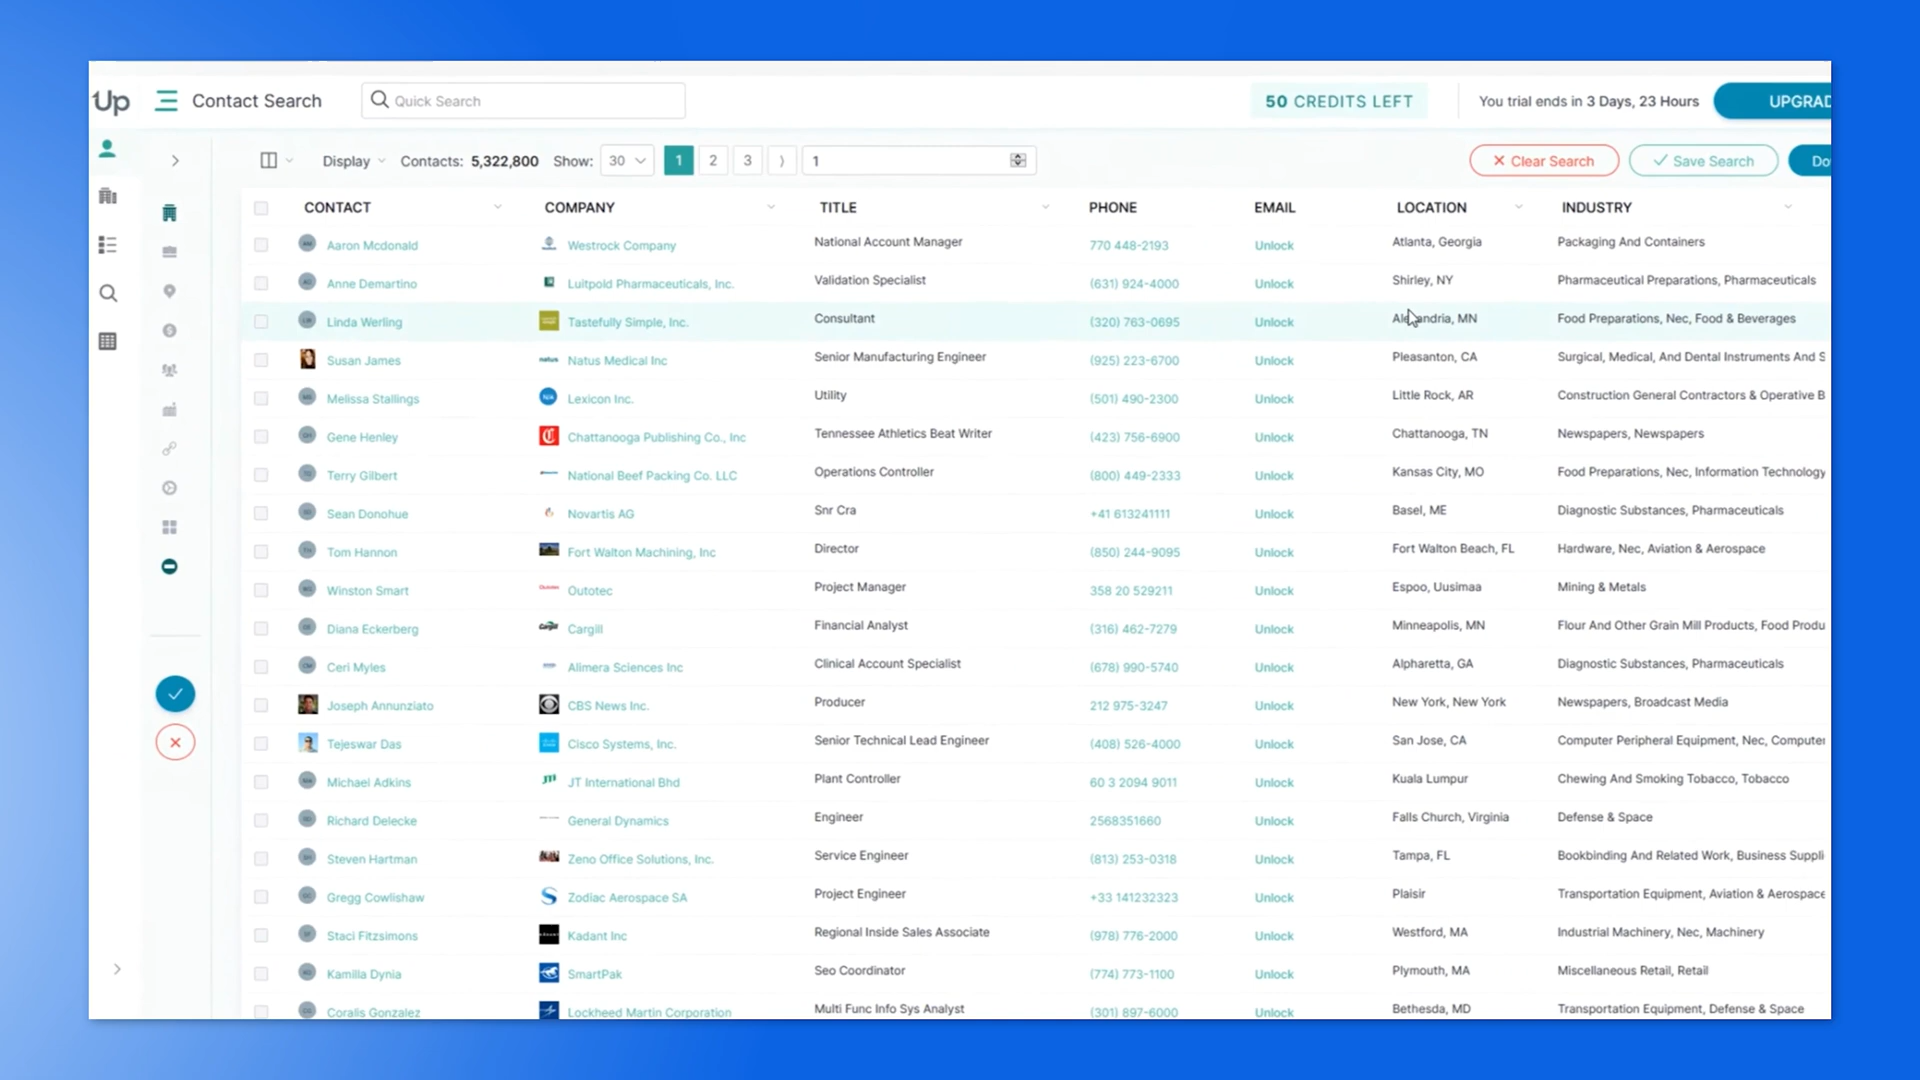 Up Contact Search Quick Search 50 CREDITS LEFT You trial ends in 3 Days, 23 Hours UPGRAD
Display Contacts: 5,322,800 Show: 30 1 2 3 ⟩ 1 Clear Search Save Search Do
CONTACT COMPANY TITLE PHONE EMAIL LOCATION INDUSTRY
Aaron Mcdonald Westrock Company National Account Manager 770 448-2193 Unlock Atlanta, Georgia Packaging And Containers
Anne Demartino Luitpold Pharmaceuticals, Inc. Validation Specialist (631) 924-4000 Unlock Shirley, NY Pharmaceutical Preparations, Pharmaceuticals
Linda Werling Tastefully Simple, Inc. Consultant (320) 763-0695 Unlock Alexandria, MN Food Preparations, Nec, Food & Beverages
Susan James natus Natus Medical Inc Senior Manufacturing Engineer (925) 223-6700 Unlock Pleasanton, CA Surgical, Medical, And Dental Instruments And S
Melissa Stallings Lexicon Inc. Utility (501) 490-2300 Unlock Little Rock, AR Construction General Contractors & Operative B
Gene Henley Chattanooga Publishing Co., Inc Tennessee Athletics Beat Writer (423) 756-6900 Unlock Chattanooga, TN Newspapers, Newspapers
Terry Gilbert National Beef Packing Co. LLC Operations Controller (800) 449-2333 Unlock Kansas City, MO Food Preparations, Nec, Information Technology
Sean Donohue Novartis AG Snr Cra +41 613241111 Unlock Basel, ME Diagnostic Substances, Pharmaceuticals
Tom Hannon Fort Walton Machining, Inc Director (850) 244-9095 Unlock Fort Walton Beach, FL Hardware, Nec, Aviation & Aerospace
Winston Smart Outotec Outotec Project Manager 358 20 529211 Unlock Espoo, Uusimaa Mining & Metals
Diana Eckerberg Cargill Cargill Financial Analyst (316) 462-7279 Unlock Minneapolis, MN Flour And Other Grain Mill Products, Food Produ
Ceri Myles Alimera Sciences Inc Clinical Account Specialist (678) 990-5740 Unlock Alpharetta, GA Diagnostic Substances, Pharmaceuticals
Joseph Annunziato CBS News Inc. Producer 212 975-3247 Unlock New York, New York Newspapers, Broadcast Media
Tejeswar Das Cisco Systems, Inc. Senior Technical Lead Engineer (408) 526-4000 Unlock San Jose, CA Computer Peripheral Equipment, Nec, Computer
Michael Adkins JTI JT International Bhd Plant Controller 60 3 2094 9011 Unlock Kuala Lumpur Chewing And Smoking Tobacco, Tobacco
Richard Delecke General Dynamics Engineer 2568351660 Unlock Falls Church, Virginia Defense & Space
Steven Hartman Zeno Office Solutions, Inc. Service Engineer (813) 253-0318 Unlock Tampa, FL Bookbinding And Related Work, Business Suppli
Gregg Cowlishaw Zodiac Aerospace SA Project Engineer +33 141232323 Unlock Plaisir Transportation Equipment, Aviation & Aerospace
Staci Fitzsimons Kadant Inc Regional Inside Sales Associate (978) 776-2000 Unlock Westford, MA Industrial Machinery, Nec, Machinery
Kamilla Dynia SmartPak Seo Coordinator (774) 773-1100 Unlock Plymouth, MA Miscellaneous Retail, Retail
Coralis Gonzalez Lockheed Martin Corporation Multi Func Info Sys Analyst (301) 897-6000 Unlock Bethesda, MD Transportation Equipment, Defense & Space